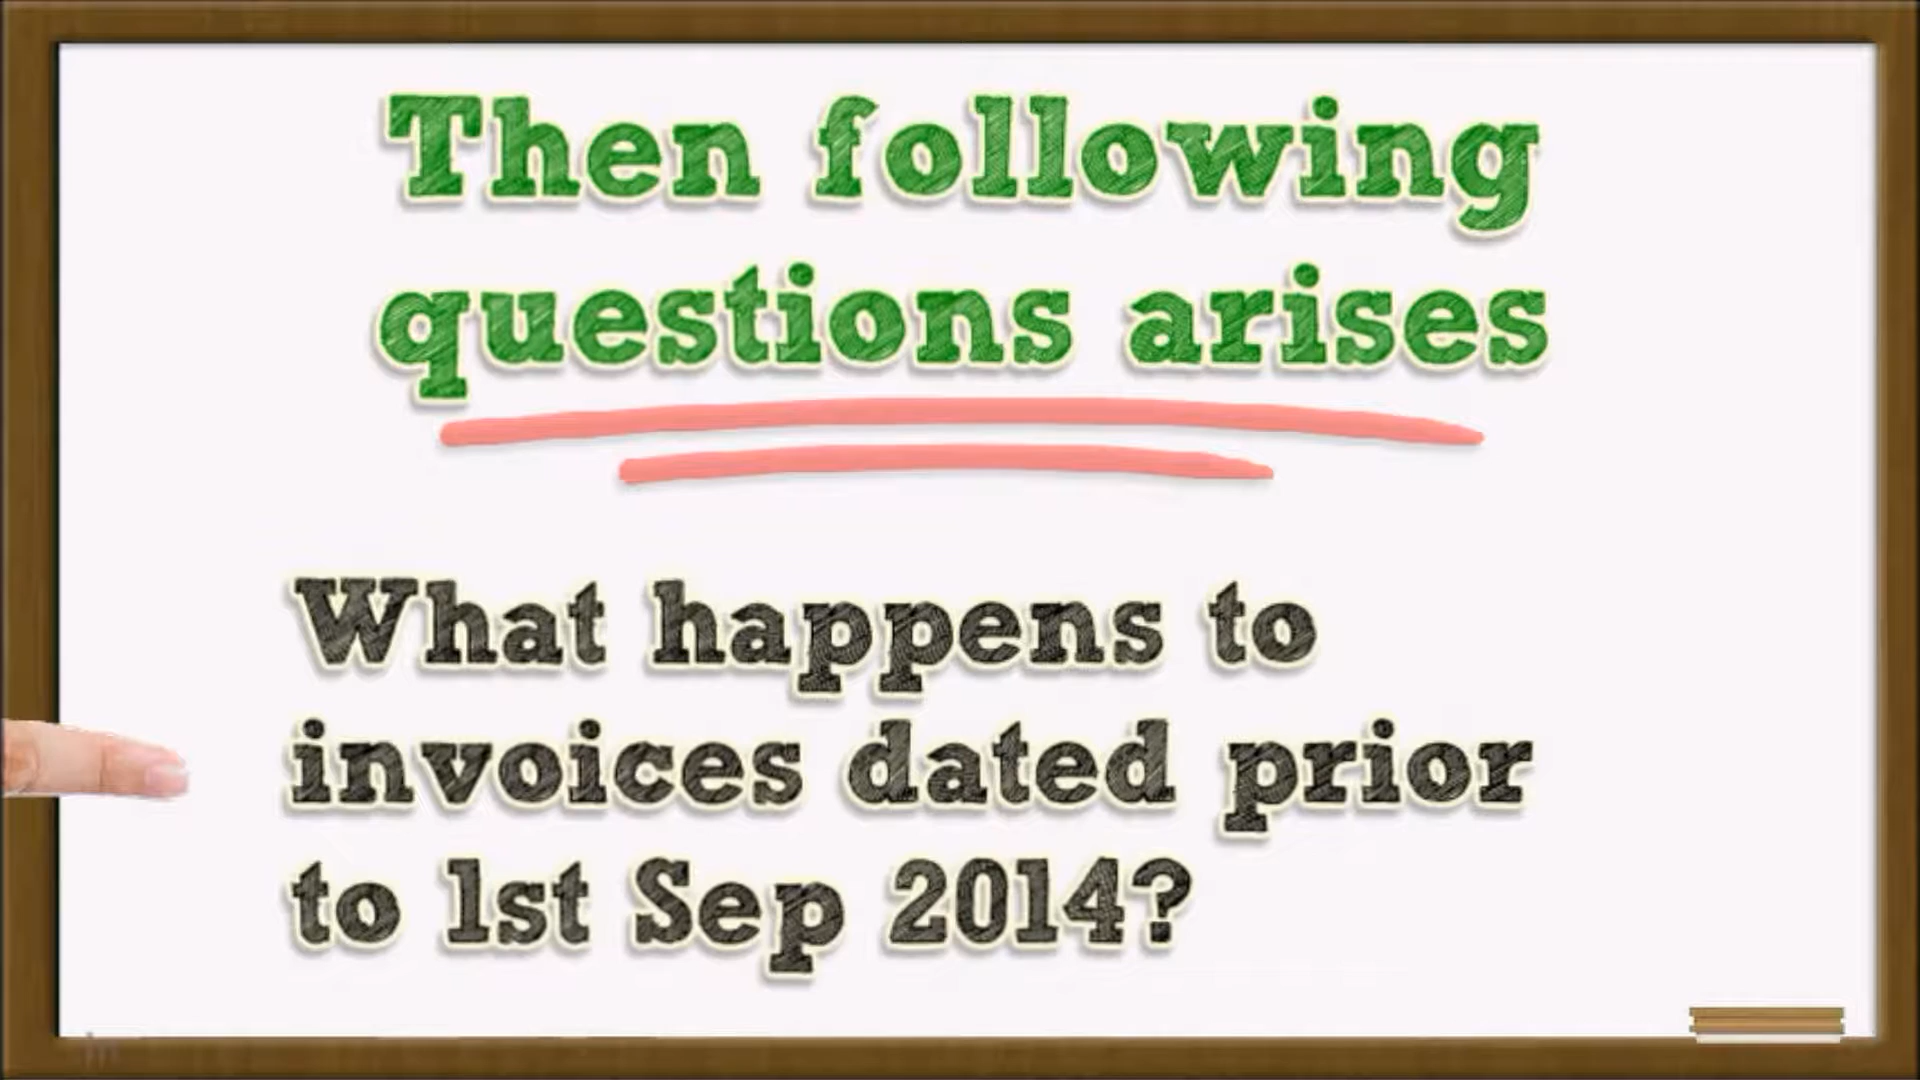 Then following
questions arises
What happens to
invoices dated prior
to 1st Sep 2014?